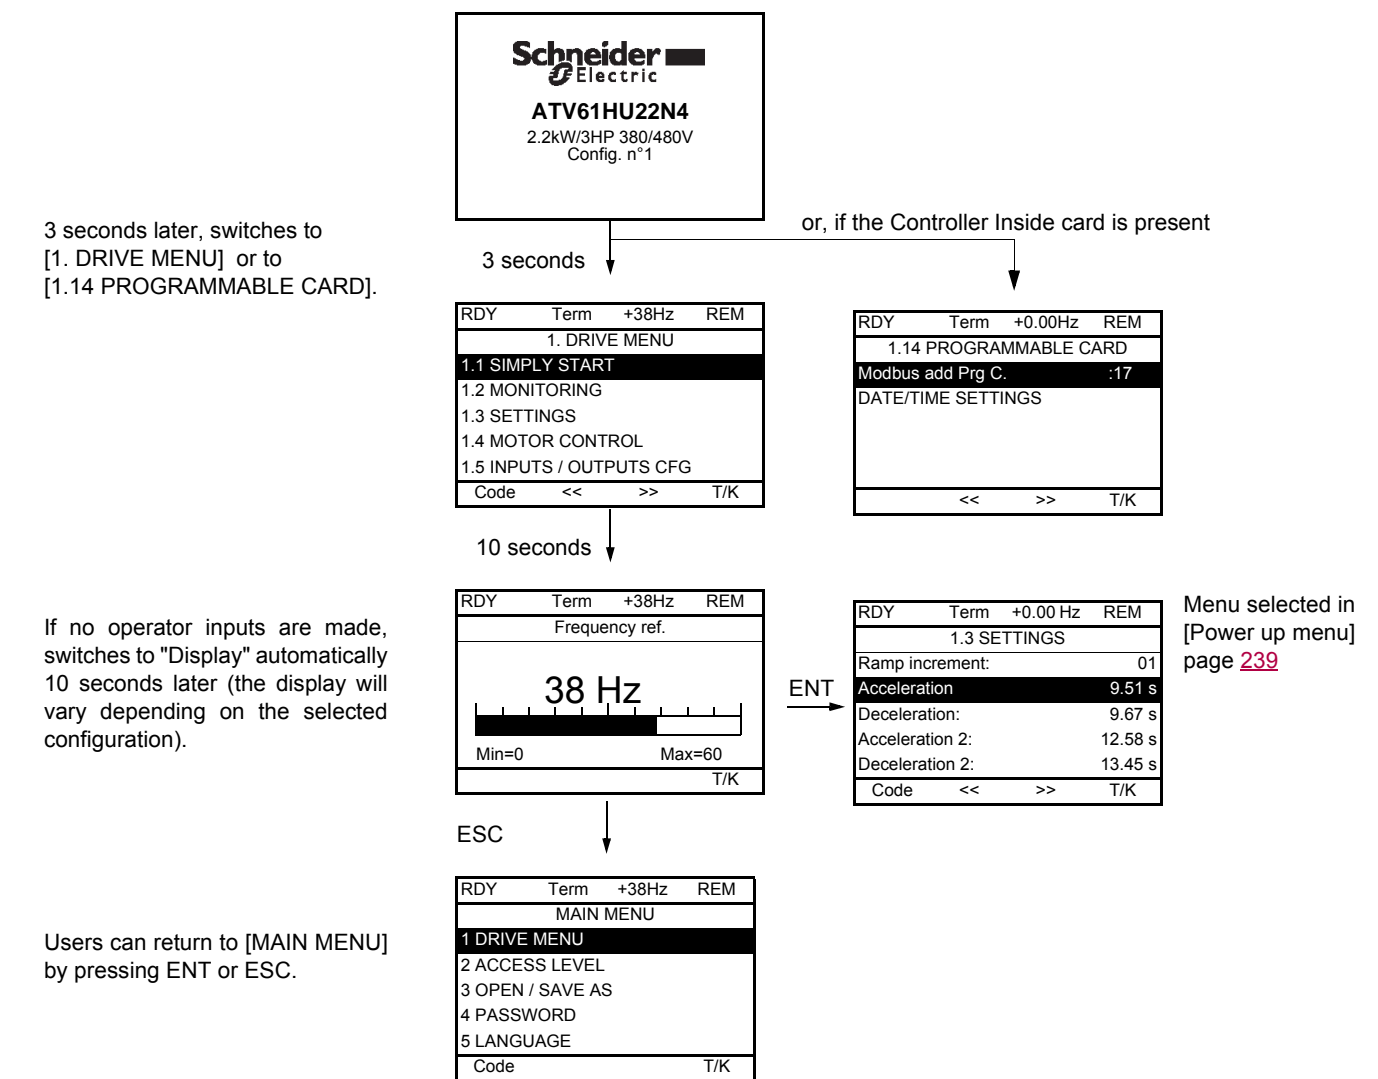 Schneider
Electric
ATV61HU22N4
2.2kW/3HP 380/480V
Config. n°1
3 seconds later, switches to
[1. DRIVE MENU] or to
[1.14 PROGRAMMABLE CARD].
or, if the Controller Inside card is present
3 seconds
RDY Term +38Hz REM
1. DRIVE MENU
1.1 SIMPLY START
1.2 MONITORING
1.3 SETTINGS
1.4 MOTOR CONTROL
1.5 INPUTS / OUTPUTS CFG
Code << >> T/K
RDY Term +0.00Hz REM
1.14 PROGRAMMABLE CARD
Modbus add Prg C. :17
DATE/TIME SETTINGS
<< >> T/K
10 seconds
If no operator inputs are made,
switches to "Display" automatically
10 seconds later (the display will
vary depending on the selected
configuration).
RDY Term +38Hz REM
Frequency ref.
38 Hz
Min=0 Max=60
T/K
ENT
RDY Term +0.00 Hz REM
1.3 SETTINGS
Ramp increment: 01
Acceleration 9.51 s
Deceleration: 9.67 s
Acceleration 2: 12.58 s
Deceleration 2: 13.45 s
Code << >> T/K
Menu selected in
[Power up menu]
page 239
ESC
Users can return to [MAIN MENU]
by pressing ENT or ESC.
RDY Term +38Hz REM
MAIN MENU
1 DRIVE MENU
2 ACCESS LEVEL
3 OPEN / SAVE AS
4 PASSWORD
5 LANGUAGE
Code T/K